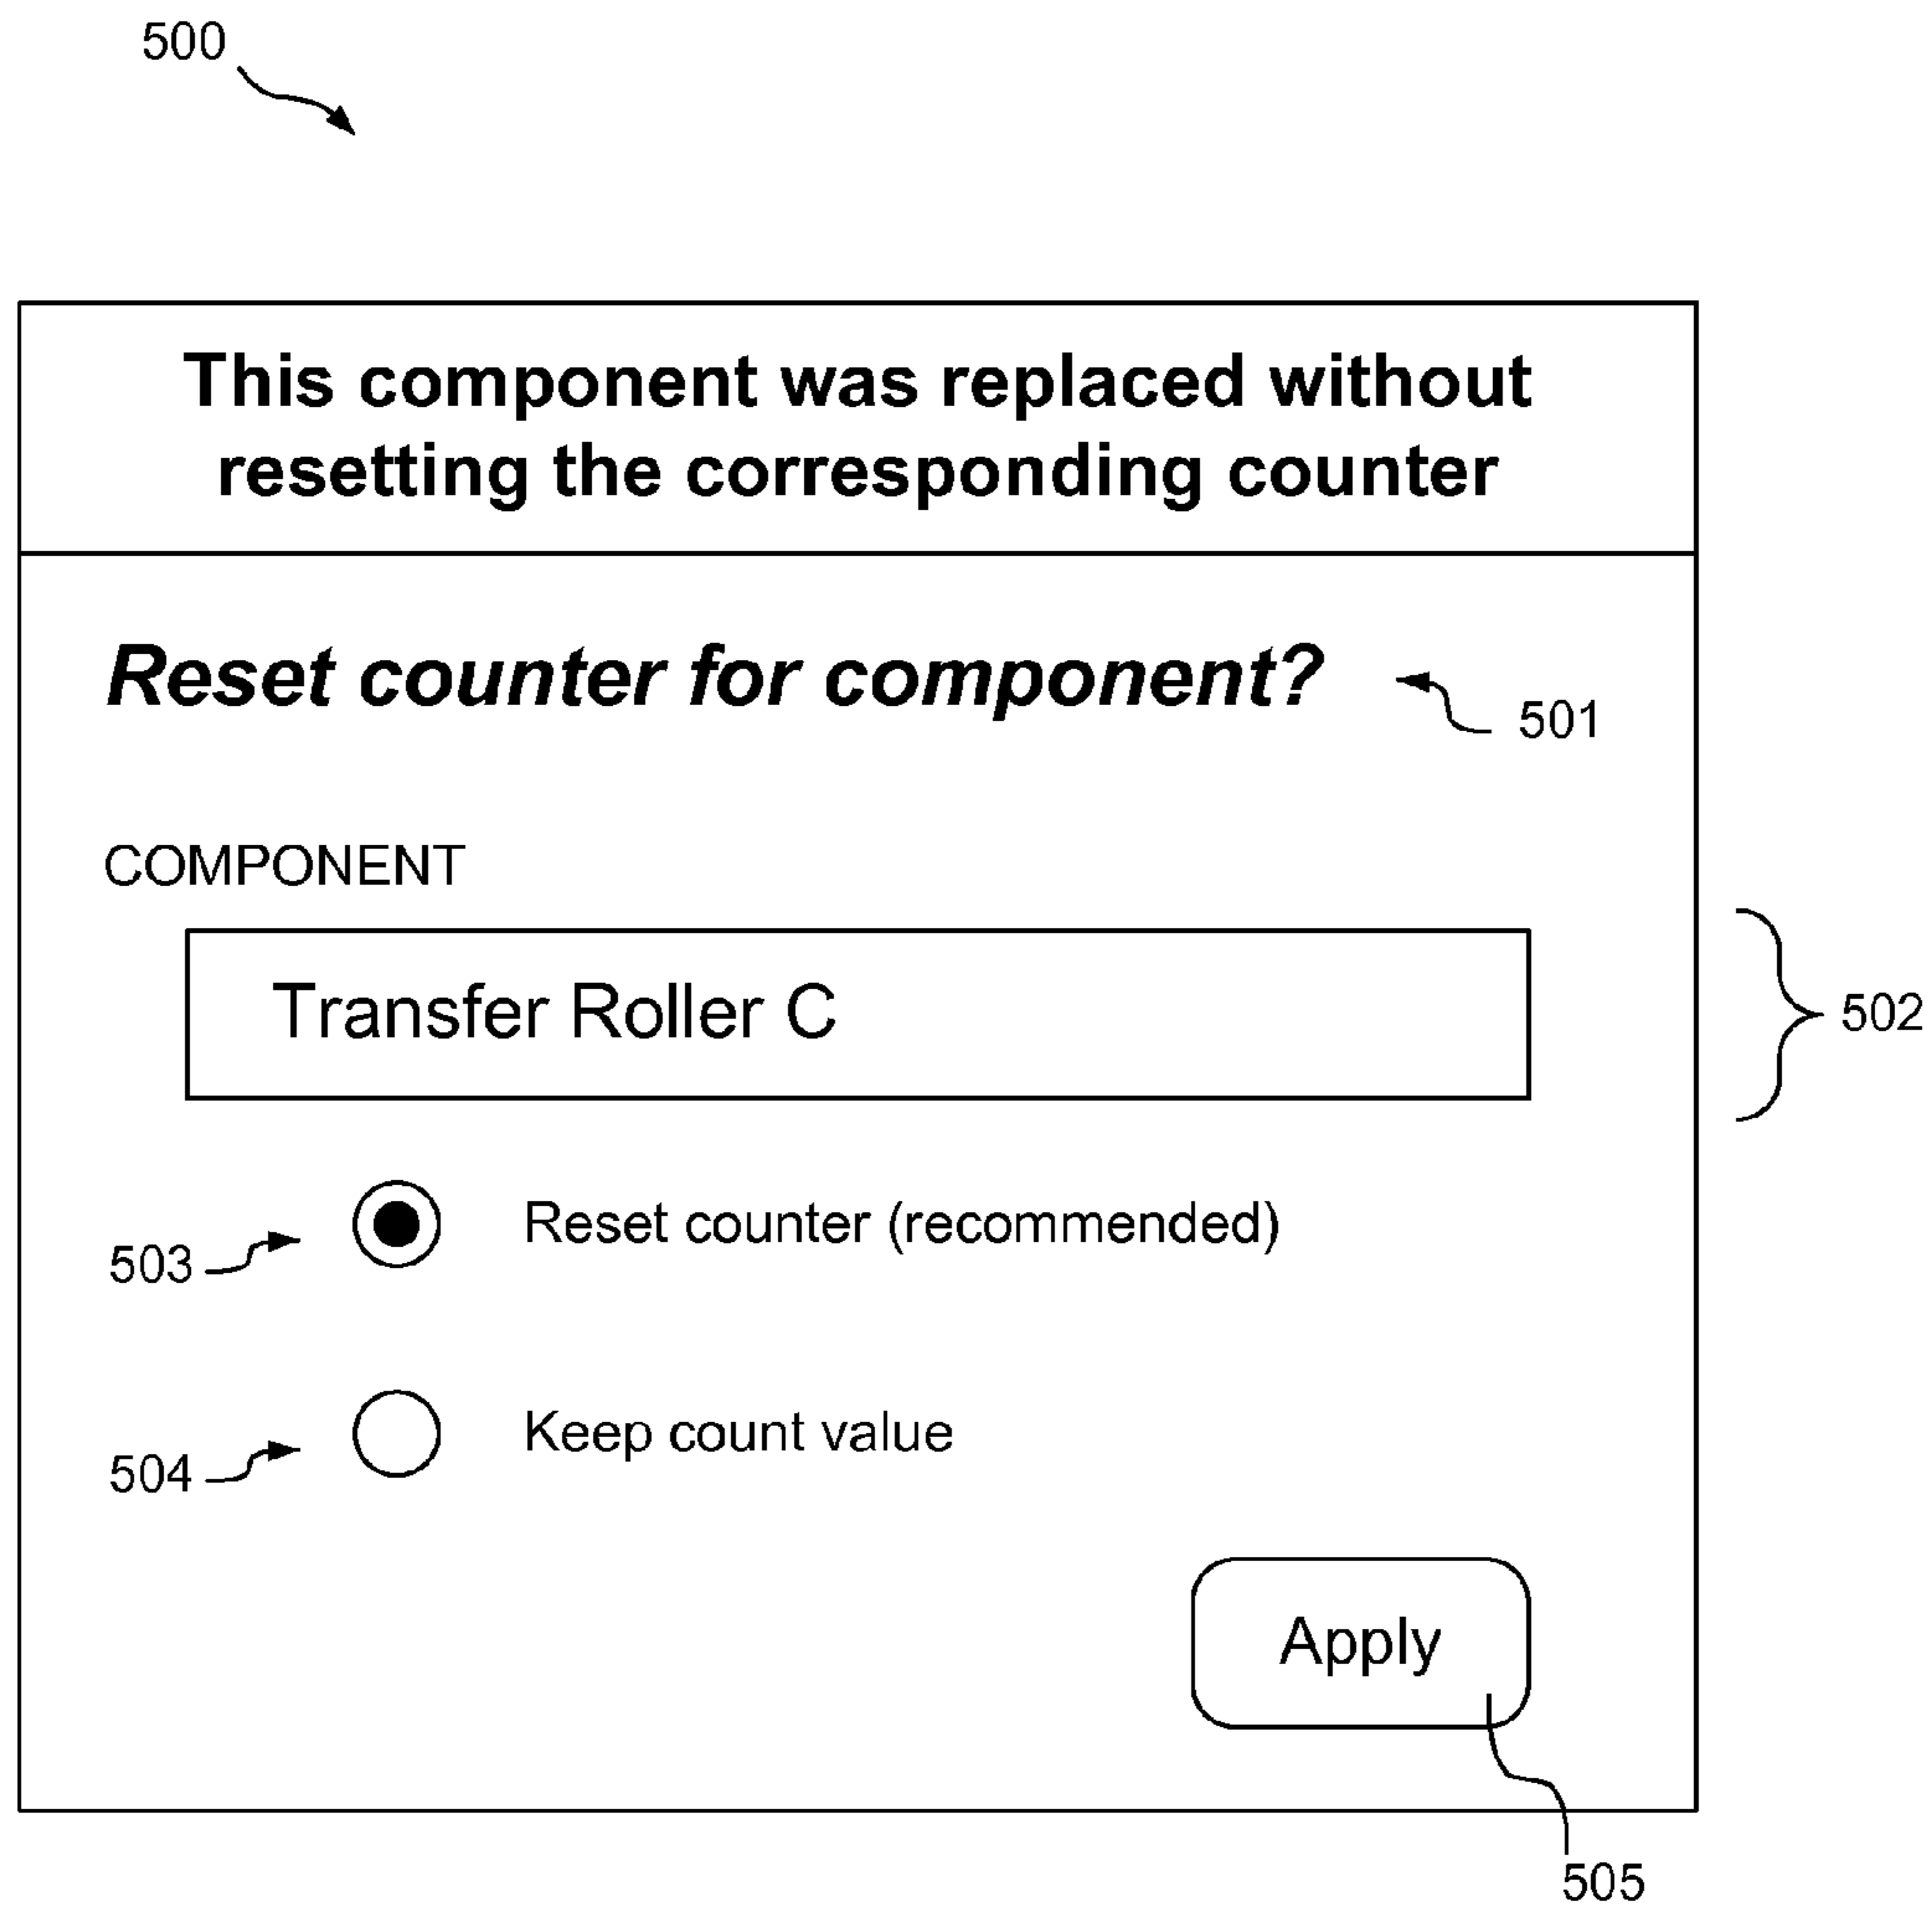 500
This component was replaced without
resetting the corresponding counter
Reset counter for component?
501
COMPONENT
Transfer Roller C
502
Reset counter (recommended)
503
Keep count value
504
Apply
505